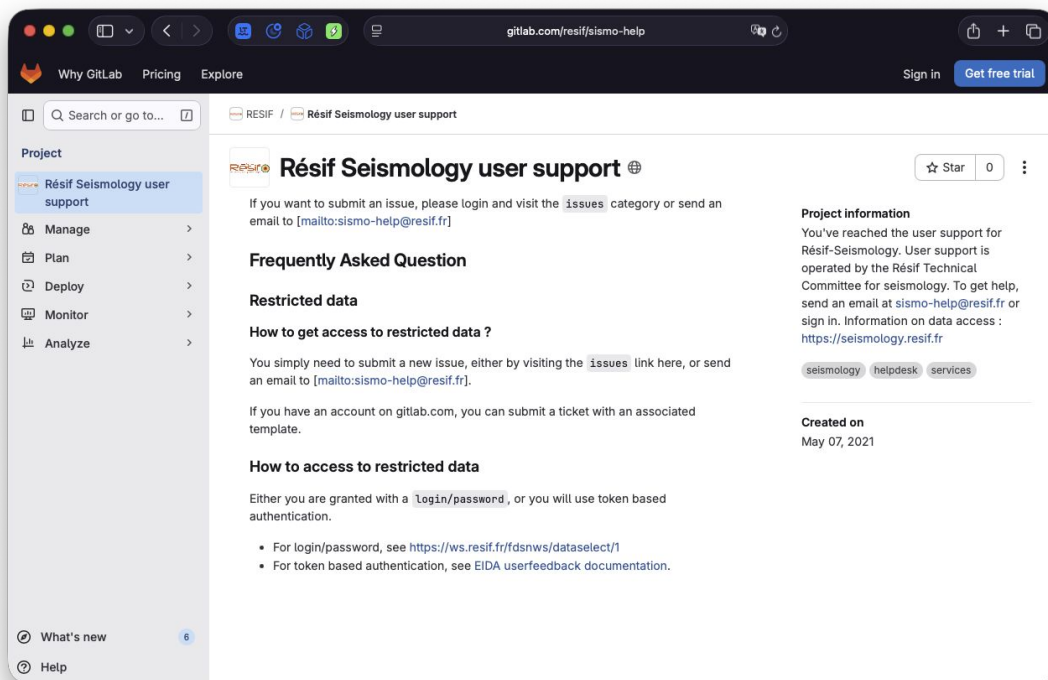 gitlab.com/resif/sismo-help
Why GitLab
Pricing
Explore
Sign in
Get free trial
Search or go to...
/
Project
Résif Seismology user
support
Manage
Plan
Deploy
Monitor
Analyze
What's new
6
Help
RESIF / Résif Seismology user support
Résif Seismology user support
Star
0
If you want to submit an issue, please login and visit the issues category or send an
email to [mailto:sismo-help@resif.fr]
Frequently Asked Question
Restricted data
How to get access to restricted data ?
You simply need to submit a new issue, either by visiting the issues link here, or send
an email to [mailto:sismo-help@resif.fr].
If you have an account on gitlab.com, you can submit a ticket with an associated
template.
How to access to restricted data
Either you are granted with a login/password, or you will use token based
authentication.
• For login/password, see https://ws.resif.fr/fdsnws/dataselect/1
• For token based authentication, see EIDA userfeedback documentation.
Project information
You've reached the user support for
Résif-Seismology. User support is
operated by the Résif Technical
Committee for seismology. To get help,
send an email at sismo-help@resif.fr or
sign in. Information on data access :
https://seismology.resif.fr
seismology
helpdesk
services
Created on
May 07, 2021